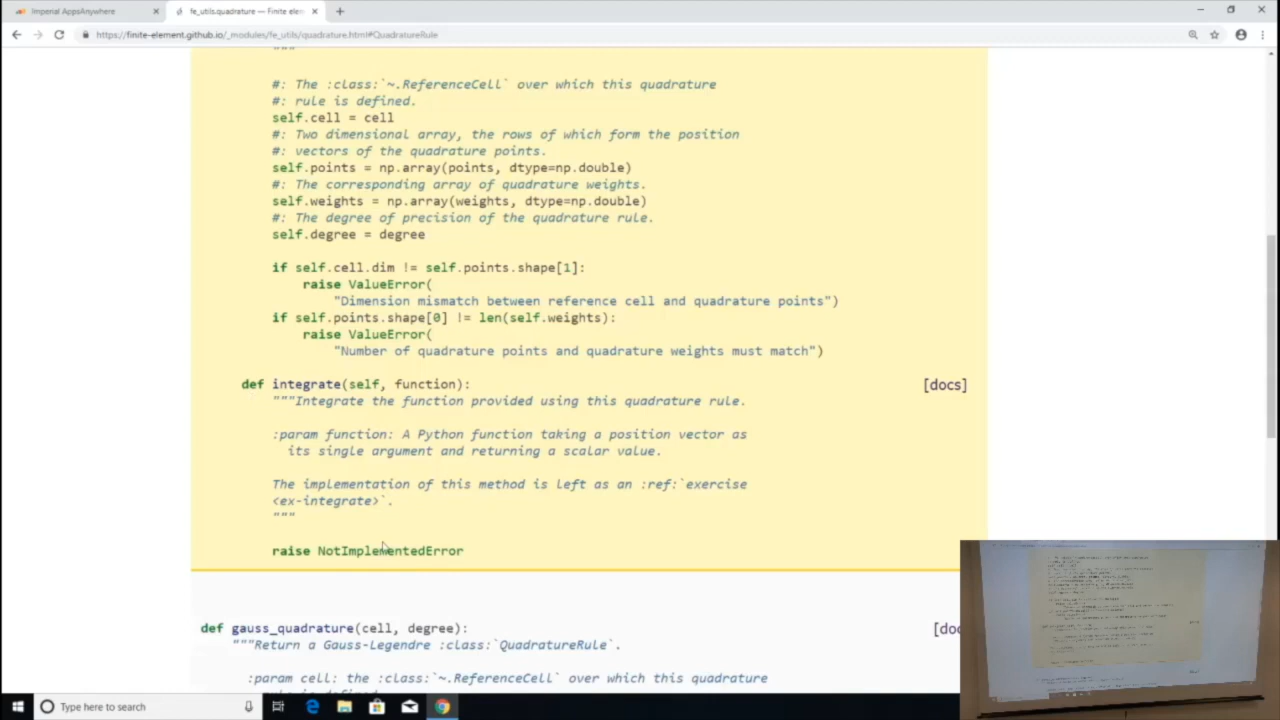 Imperial AppsAnywhere
fe_utils.quadrature — Finite elem
https://finite-element.github.io/_modules/fe_utils/quadrature.html#QuadratureRule
"""
#: The :class:`~.ReferenceCell` over which this quadrature
#: rule is defined.
self.cell = cell
#: Two dimensional array, the rows of which form the position
#: vectors of the quadrature points.
self.points = np.array(points, dtype=np.double)
#: The corresponding array of quadrature weights.
self.weights = np.array(weights, dtype=np.double)
#: The degree of precision of the quadrature rule.
self.degree = degree
if self.cell.dim != self.points.shape[1]:
raise ValueError(
"Dimension mismatch between reference cell and quadrature points")
if self.points.shape[0] != len(self.weights):
raise ValueError(
"Number of quadrature points and quadrature weights must match")
def integrate(self, function): [docs]
"""Integrate the function provided using this quadrature rule.
:param function: A Python function taking a position vector as
its single argument and returning a scalar value.
The implementation of this method is left as an :ref:`exercise
<ex-integrate>`.
"""
raise NotImplementedError
def gauss_quadrature(cell, degree): [doc
"""Return a Gauss-Legendre :class:`QuadratureRule`.
:param cell: the :class:`~.ReferenceCell` over which this quadrature
rule is defined.
Type here to search